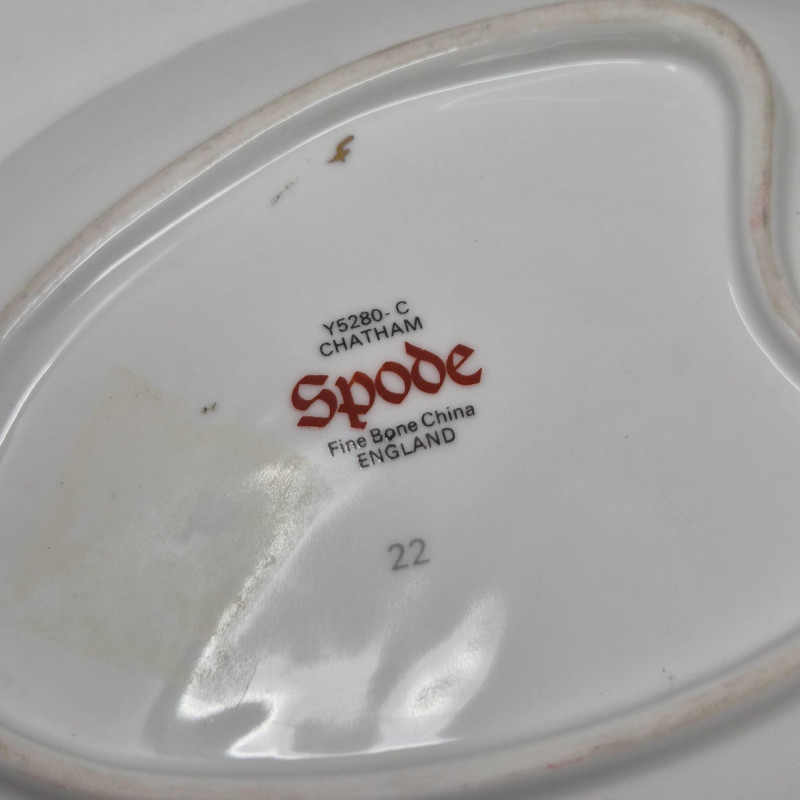 Y5280-C
CHATHAM
Spode
Fine Bone China
ENGLAND
22